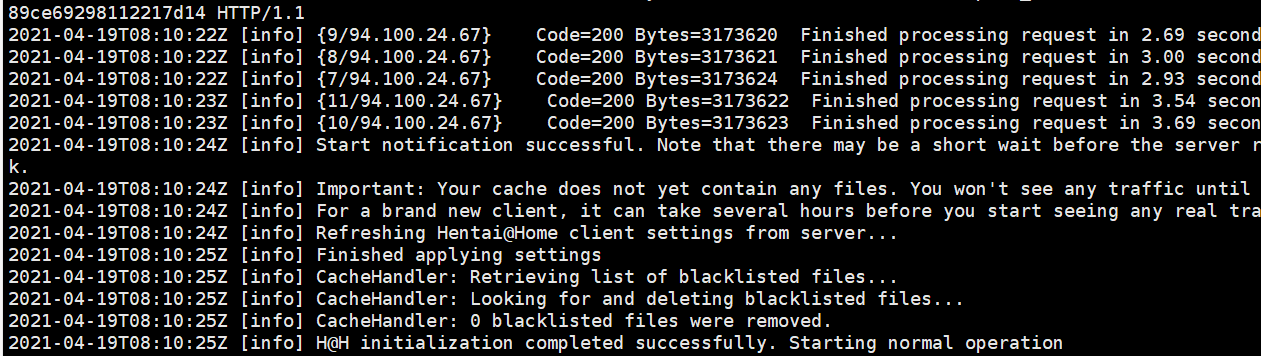 89ce69298112217d14 HTTP/1.1
2021-04-19T08:10:22Z [info] {9/94.100.24.67}    Code=200 Bytes=3173620  Finished processing request in 2.69 second
2021-04-19T08:10:22Z [info] {8/94.100.24.67}    Code=200 Bytes=3173621  Finished processing request in 3.00 second
2021-04-19T08:10:22Z [info] {7/94.100.24.67}    Code=200 Bytes=3173624  Finished processing request in 2.93 second
2021-04-19T08:10:23Z [info] {11/94.100.24.67}    Code=200 Bytes=3173622  Finished processing request in 3.54 secon
2021-04-19T08:10:23Z [info] {10/94.100.24.67}    Code=200 Bytes=3173623  Finished processing request in 3.69 secon
2021-04-19T08:10:24Z [info] Start notification successful. Note that there may be a short wait before the server r
k.
2021-04-19T08:10:24Z [info] Important: Your cache does not yet contain any files. You won't see any traffic until
2021-04-19T08:10:24Z [info] For a brand new client, it can take several hours before you start seeing any real tra
2021-04-19T08:10:24Z [info] Refreshing Hentai@Home client settings from server...
2021-04-19T08:10:25Z [info] Finished applying settings
2021-04-19T08:10:25Z [info] CacheHandler: Retrieving list of blacklisted files...
2021-04-19T08:10:25Z [info] CacheHandler: Looking for and deleting blacklisted files...
2021-04-19T08:10:25Z [info] CacheHandler: 0 blacklisted files were removed.
2021-04-19T08:10:25Z [info] H@H initialization completed successfully. Starting normal operation